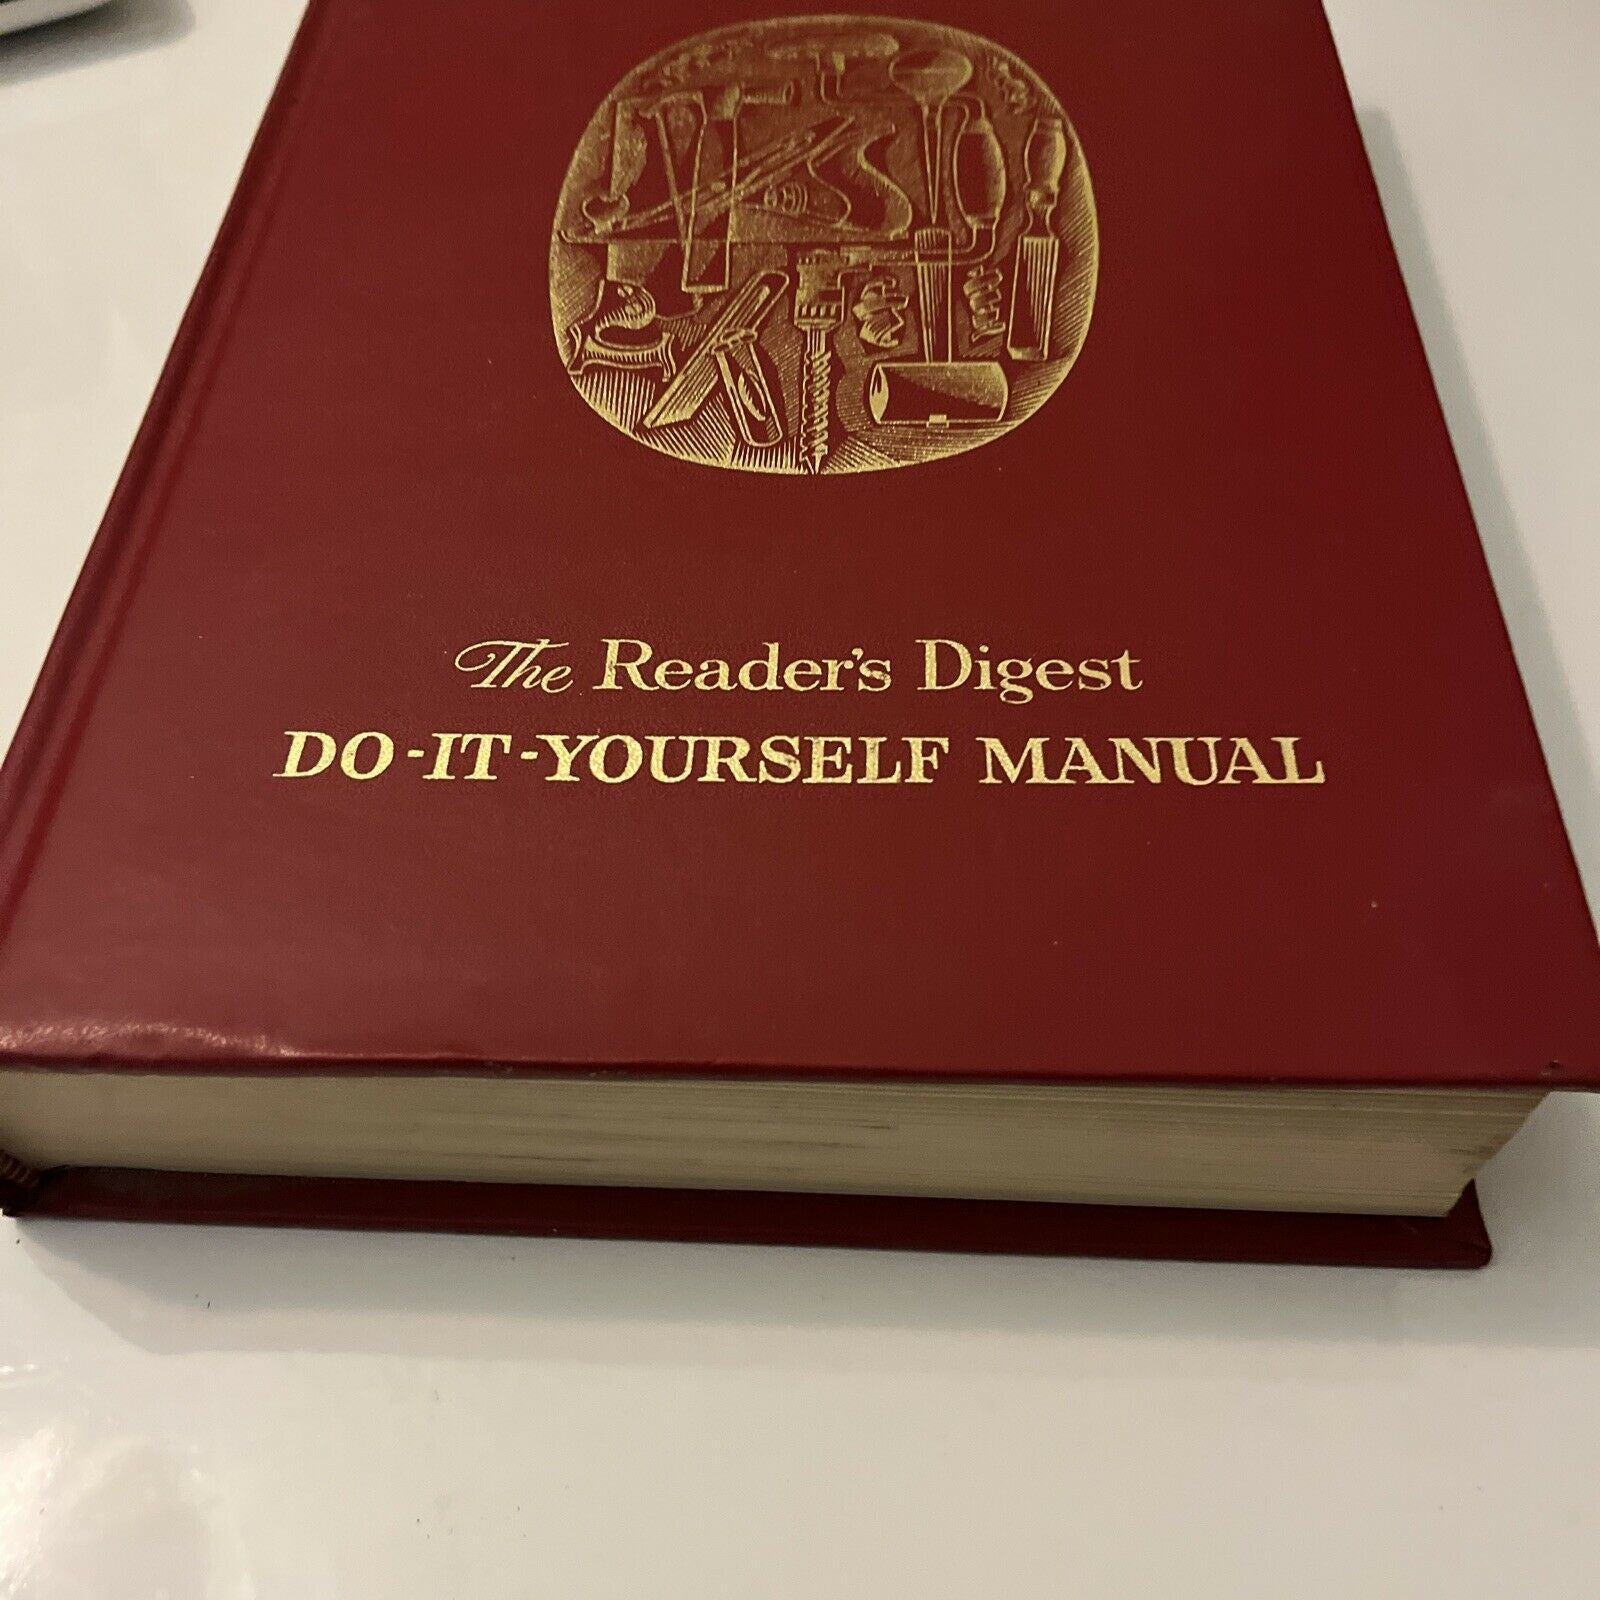 The Reader's Digest
DO-IT-YOURSELF MANUAL